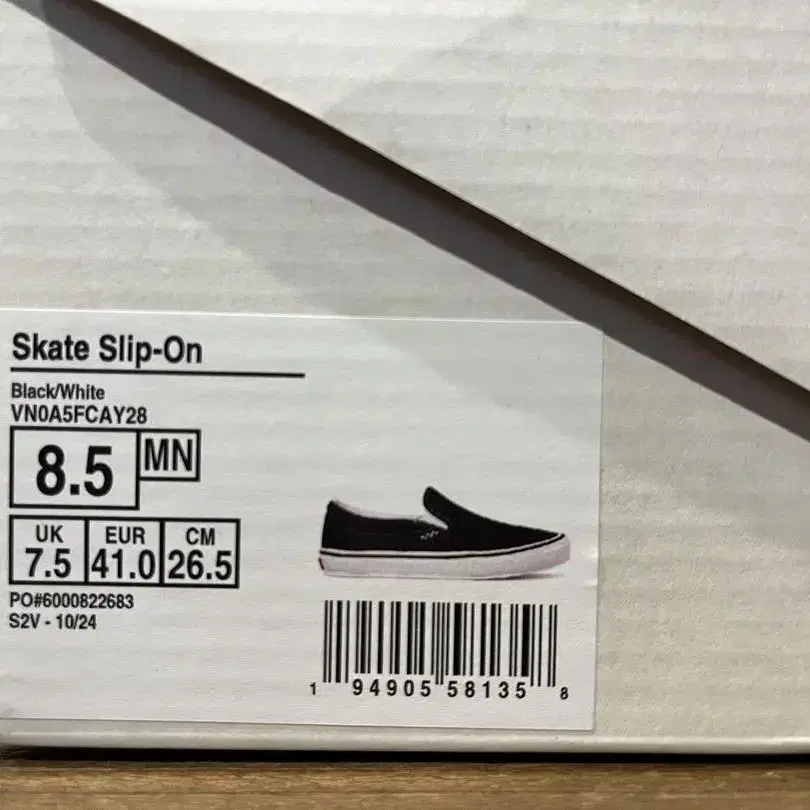 Skate Slip-On
Black/White
VN0A5FCAY28
8.5 MN
UK EUR CM
7.5 41.0 26.5
PO#6000822683
S2V - 10/24
1 94905 58135 8